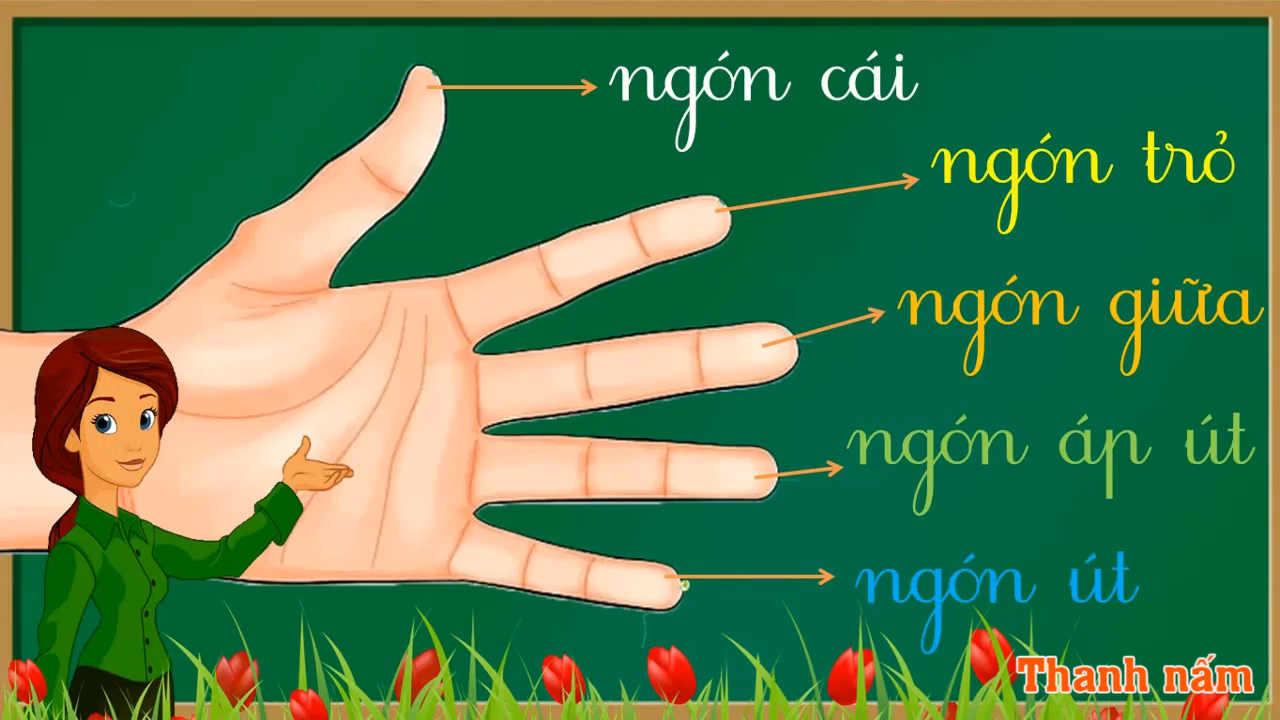 ngón cái
ngón trỏ
ngón giữa
ngón áp út
ngón út
Thanh nấm